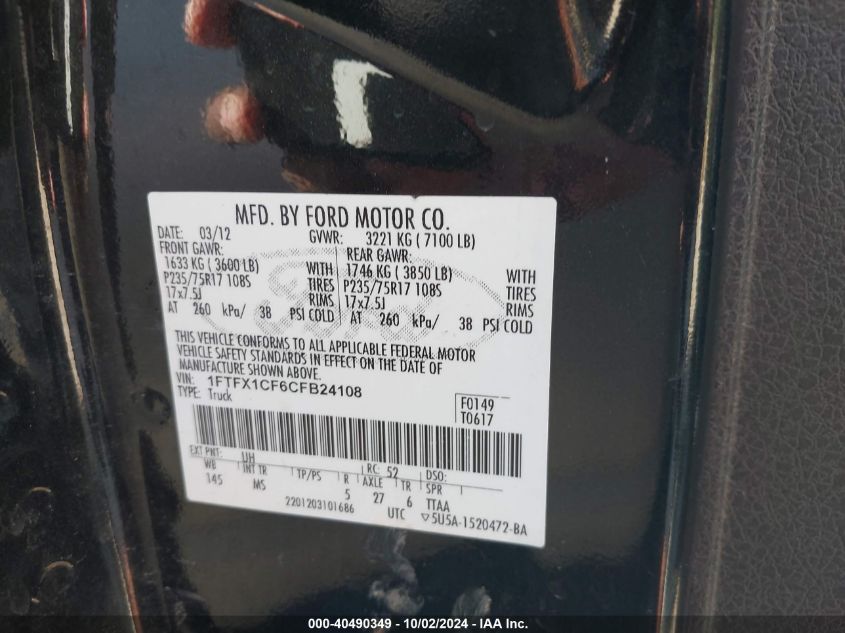 MFD. BY FORD MOTOR CO.
DATE: 03/12 GVWR: 3221 KG ( 7100 LB)
FRONT GAWR: REAR GAWR:
1633 KG ( 3600 LB) WITH 1746 KG ( 3850 LB) WITH
P235/75R17 108S TIRES P235/75R17 108S TIRES
17x7.5J RIMS 17x7.5J RIMS
AT 260 kPa/ 38 PSI COLD AT 260 kPa/ 38 PSI COLD
Ford
THIS VEHICLE CONFORMS TO ALL APPLICABLE FEDERAL MOTOR
VEHICLE SAFETY STANDARDS IN EFFECT ON THE DATE OF
MANUFACTURE SHOWN ABOVE.
VIN: 1FTFX1CF6CFB24108
TYPE: Truck
F0149
T0617
EXT PNT: UH RC: 52 DSO:
WB INT TR TP/PS R AXLE TR SPR
145 MS 5 27 6 TTAA
2201203101686 UTC ▽5U5A-1520472-BA
000-40490349 - 10/02/2024 - IAAI.com